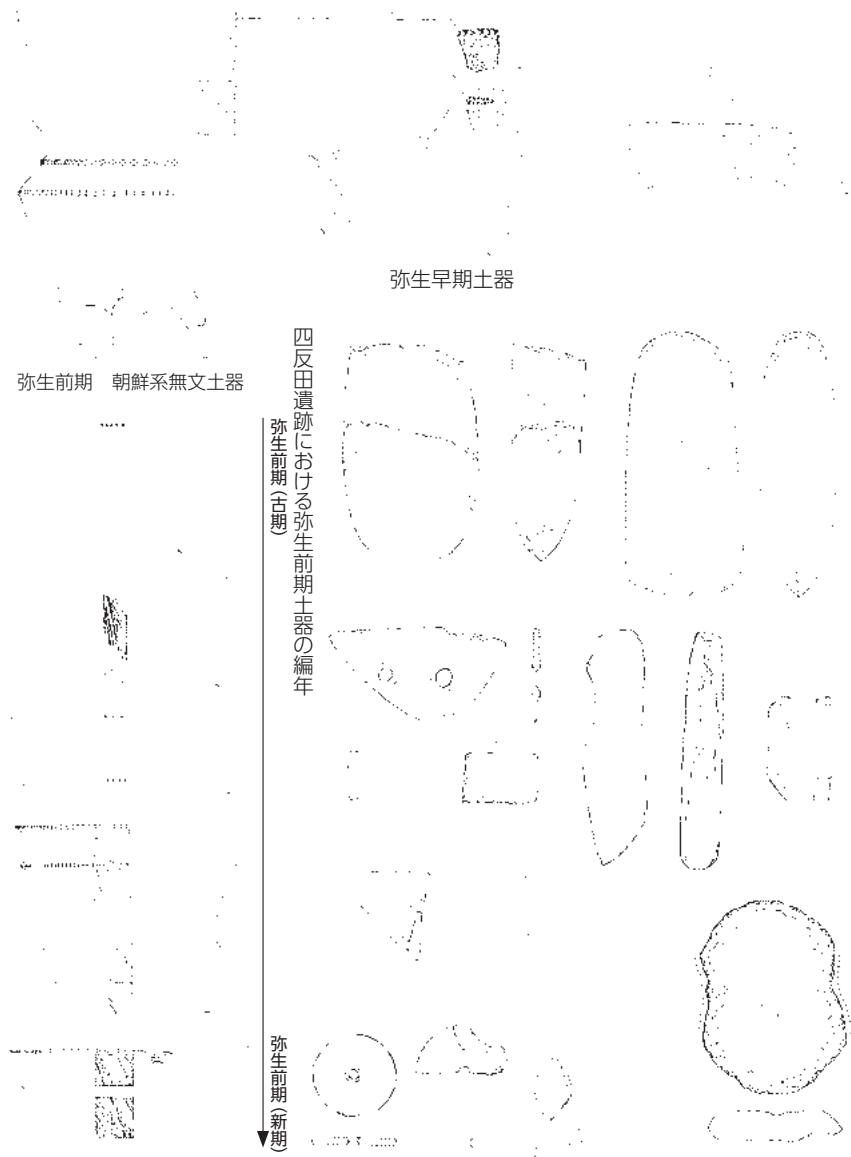 弥生早期土器
弥生前期　朝鮮系無文土器
四反田遺跡における弥生前期土器の編年
弥生前期（古期）
弥生前期（新期）